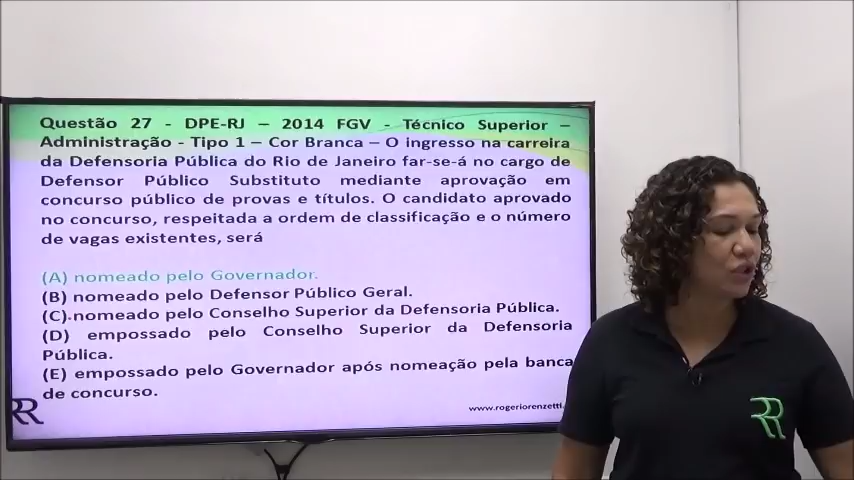 Questão 27 - DPE-RJ – 2014 FGV - Técnico Superior –
Administração - Tipo 1 – Cor Branca – O ingresso na carreira
da Defensoria Pública do Rio de Janeiro far-se-á no cargo de
Defensor Público Substituto mediante aprovação em
concurso público de provas e títulos. O candidato aprovado
no concurso, respeitada a ordem de classificação e o número
de vagas existentes, será
(A) nomeado pelo Governador.
(B) nomeado pelo Defensor Público Geral.
(C) nomeado pelo Conselho Superior da Defensoria Pública.
(D) empossado pelo Conselho Superior da Defensoria
Pública.
(E) empossado pelo Governador após nomeação pela banca
de concurso.
www.rogeriorenzetti.
RR
RR